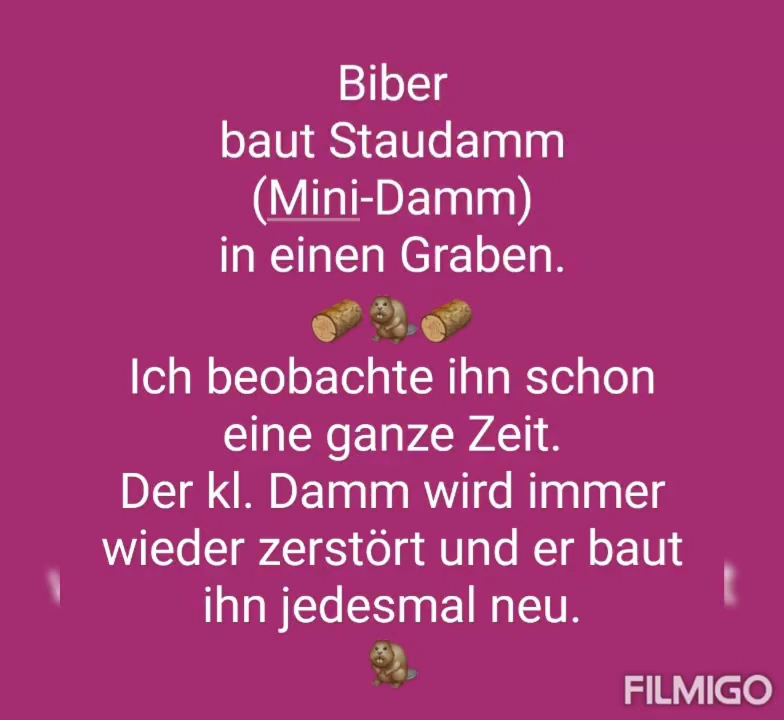 Biber
baut Staudamm
(Mini-Damm)
in einen Graben.
🪵🦫🪵
Ich beobachte ihn schon
eine ganze Zeit.
Der kl. Damm wird immer
wieder zerstört und er baut
ihn jedesmal neu.
🦫
FILMIGO